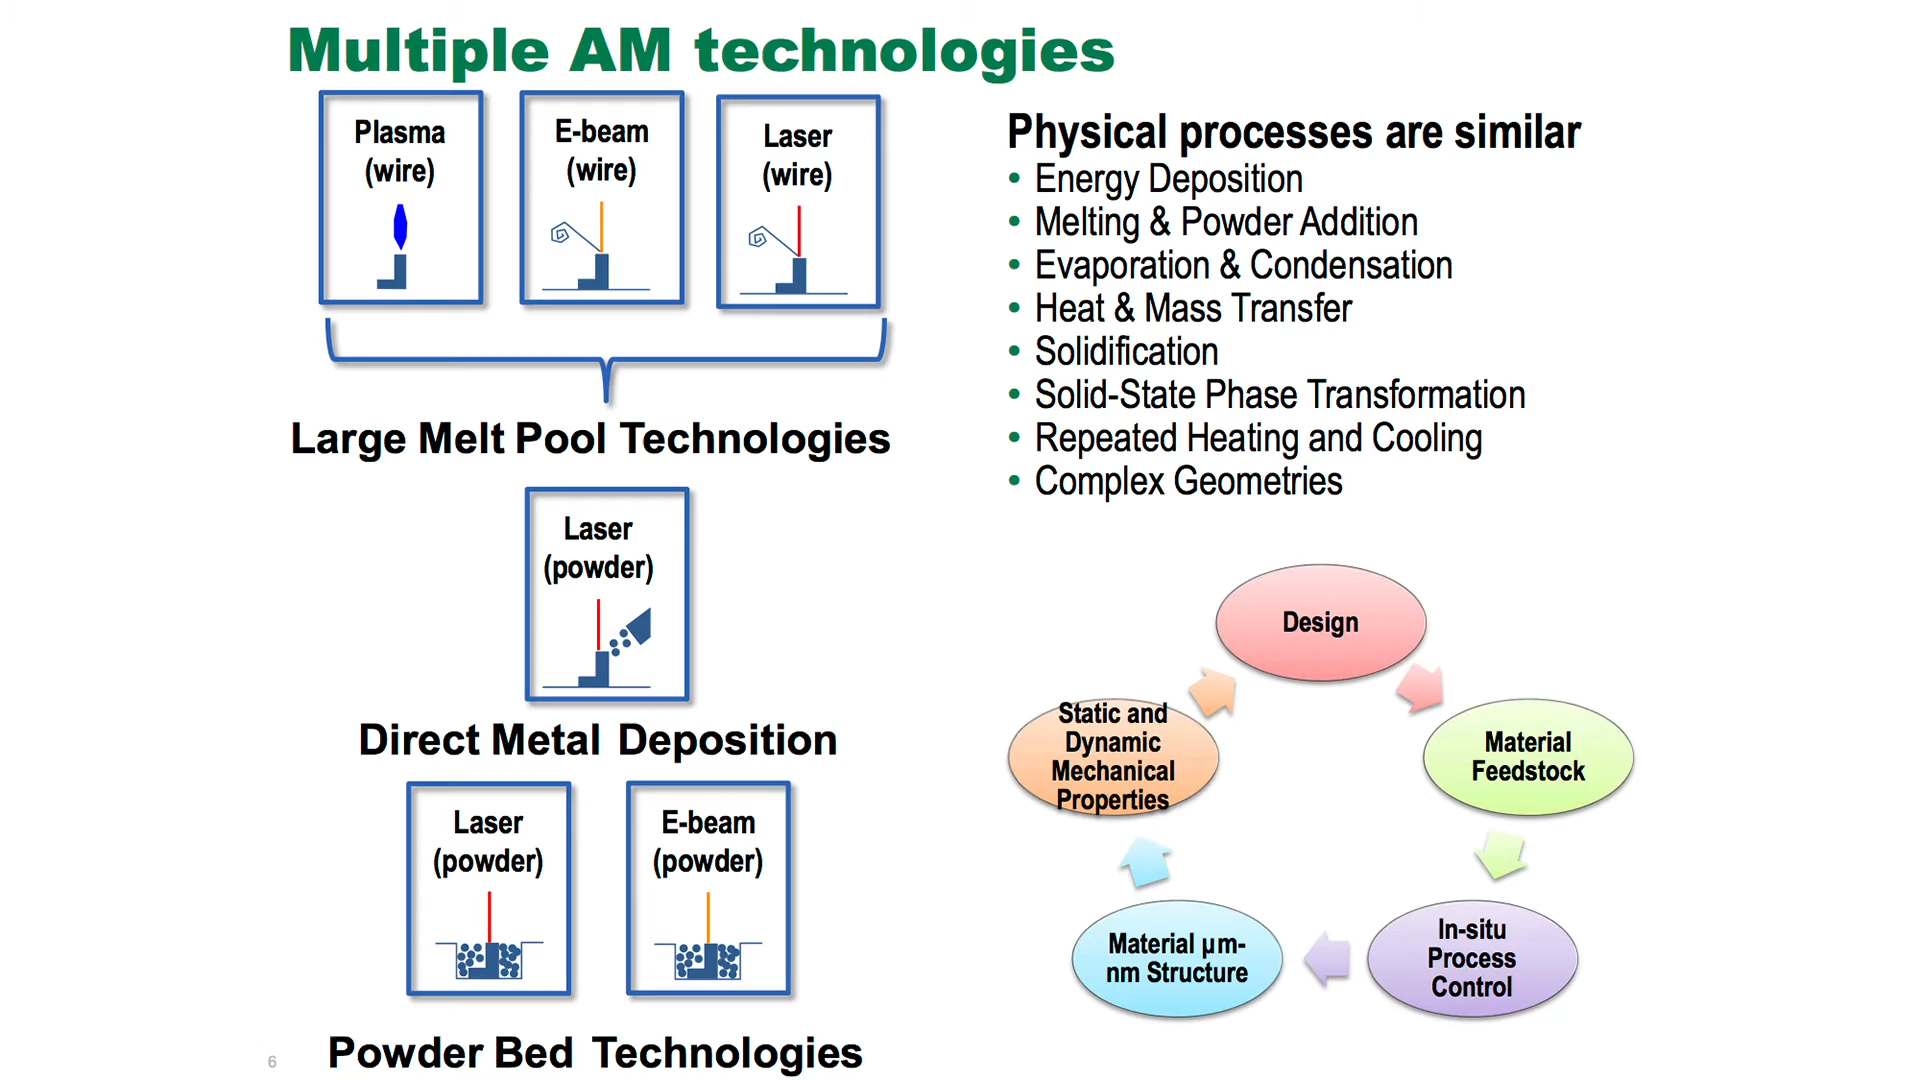 Multiple AM technologies
Plasma
(wire)
E-beam
(wire)
Laser
(wire)
Large Melt Pool Technologies
Laser
(powder)
Direct Metal Deposition
Laser
(powder)
E-beam
(powder)
Powder Bed Technologies
6
Physical processes are similar
• Energy Deposition
• Melting & Powder Addition
• Evaporation & Condensation
• Heat & Mass Transfer
• Solidification
• Solid-State Phase Transformation
• Repeated Heating and Cooling
• Complex Geometries
Design
Material
Feedstock
In-situ
Process
Control
Material µm-
nm Structure
Static and
Dynamic
Mechanical
Properties